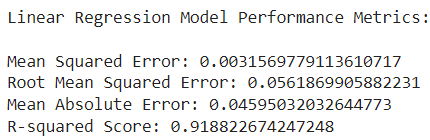 Linear Regression Model Performance Metrics:
Mean Squared Error: 0.0031569779113610717
Root Mean Squared Error: 0.0561869905882231
Mean Absolute Error: 0.04595032032644773
R-squared Score: 0.918822674247248